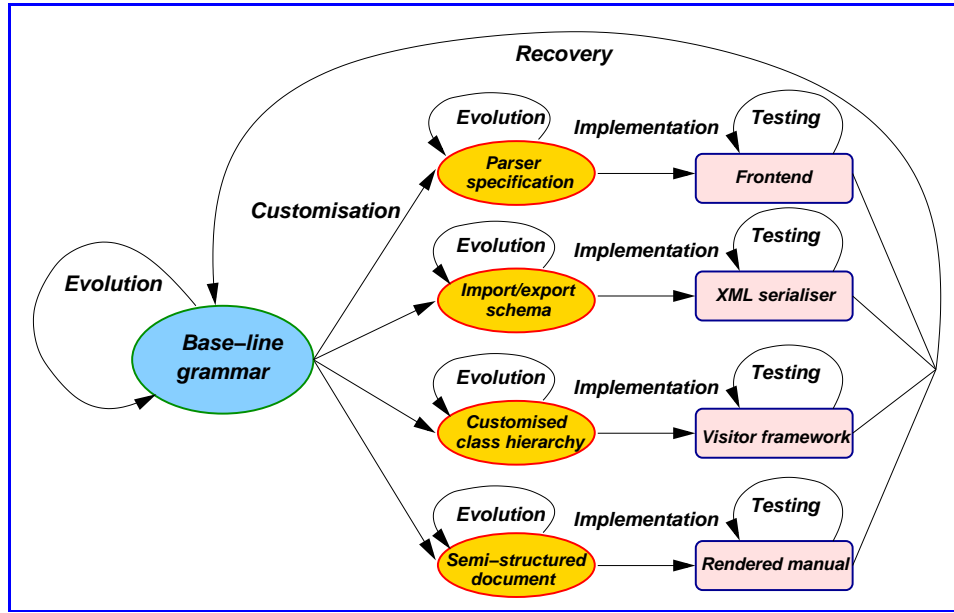 Recovery
Evolution
Implementation
Testing
Parser
specification
Frontend
Customisation
Evolution
Implementation
Testing
Import/export
schema
XML serialiser
Evolution
Base–line
grammar
Evolution
Implementation
Testing
Customised
class hierarchy
Visitor framework
Evolution
Implementation
Testing
Semi–structured
document
Rendered manual